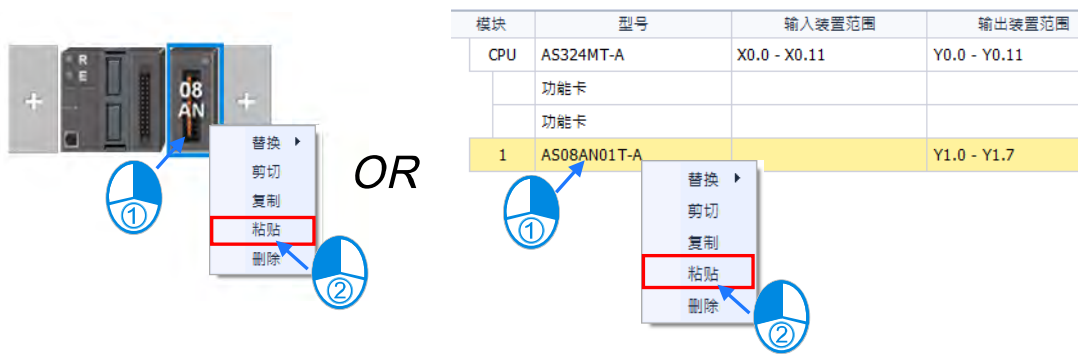 R
E
08
AN
+
+
①
替换
剪切
复制
粘贴
删除
②
OR
模块 型号 输入装置范围 输出装置范围
CPU AS324MT-A X0.0 - X0.11 Y0.0 - Y0.11
功能卡
功能卡
1 AS08AN01T-A Y1.0 - Y1.7
①
替换
剪切
复制
粘贴
删除
②